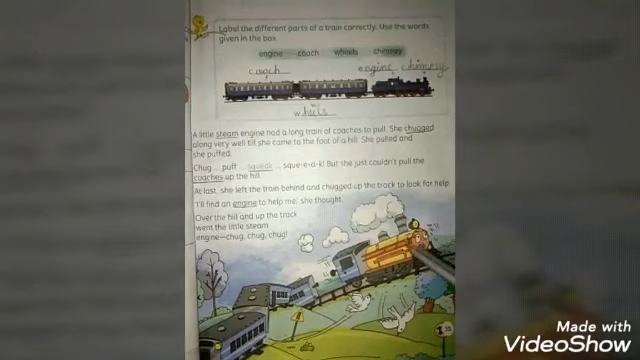 Label the different parts of a train correctly. Use the words
given in the box.
engine coach wheels chimney
coach engine chimney
wheels
A little steam engine had a long train of coaches to pull. She chugged
along very well till she came to the foot of a hill. She pulled and
she puffed.
Chug ... puff ... squeak ... sque-e-a-k! But she just couldn't pull the
coaches up the hill.
At last, she left the train behind and chugged up the track to look for help.
'I'll find an engine to help me,' she thought.
Over the hill and up the track
went the little steam
engine—chug, chug, chug!
35
Made with
VideoShow